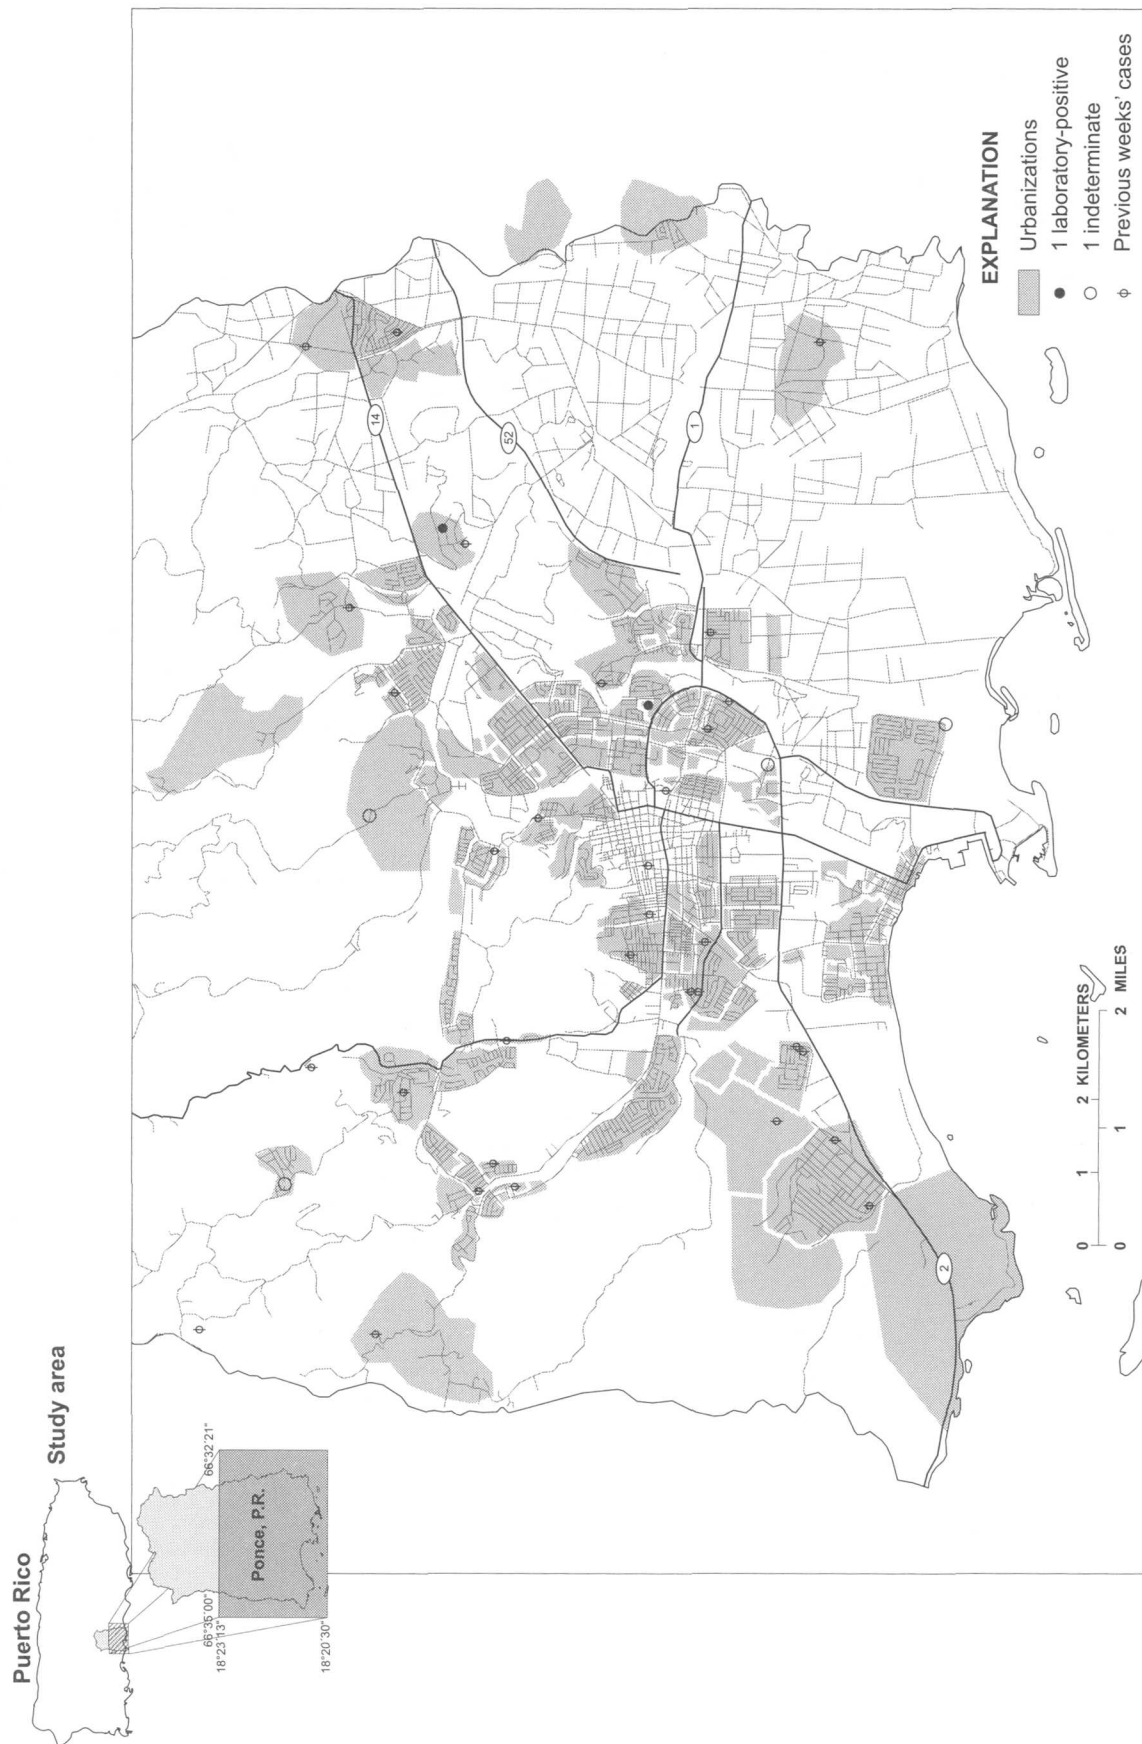 Puerto Rico
Study area
66°35'00"
66°32'21"
18°23'13"
18°20'30"
Ponce, P.R.
14
52
1
2
EXPLANATION
Urbanizations
1 laboratory-positive
1 indeterminate
Previous weeks' cases
0 1 2 KILOMETERS
0 1 2 MILES